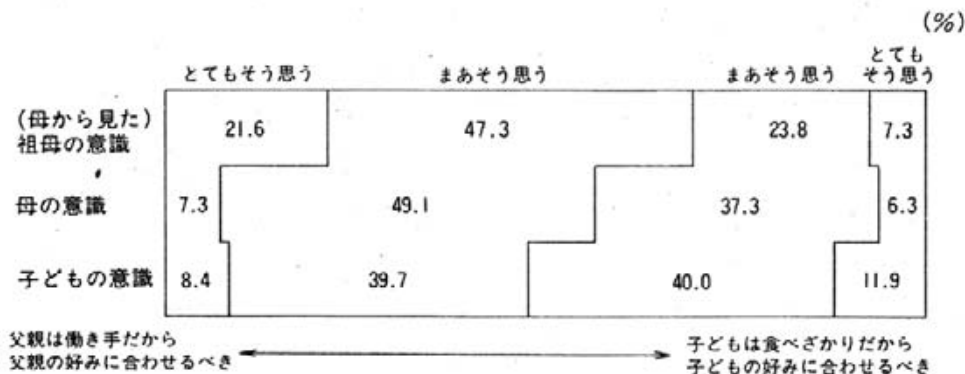 (%)
とても
とてもそう思う まあそう思う まあそう思う そう思う
(母から見た)
祖母の意識 21.6 47.3 23.8 7.3
母の意識 7.3 49.1 37.3 6.3
子どもの意識 8.4 39.7 40.0 11.9
父親は働き手だから 子どもは食べざかりだから
父親の好みに合わせるべき 子どもの好みに合わせるべき